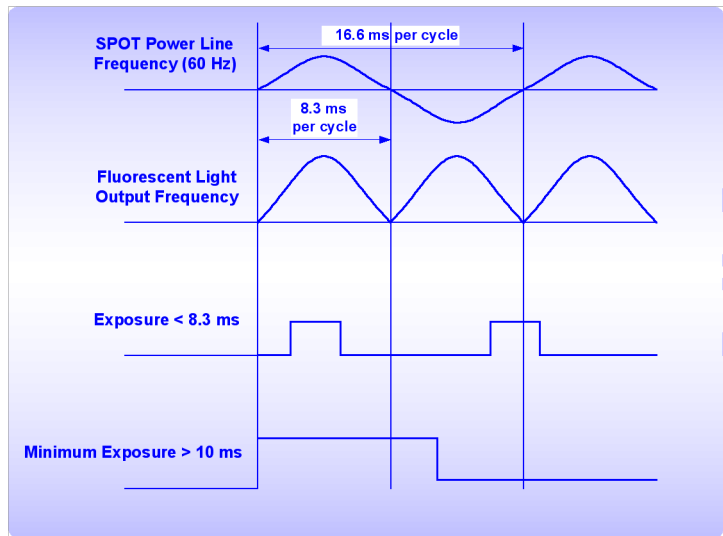 SPOT Power Line
Frequency (60 Hz)
16.6 ms per cycle
8.3 ms
per cycle
Fluorescent Light
Output Frequency
Exposure < 8.3 ms
Minimum Exposure > 10 ms